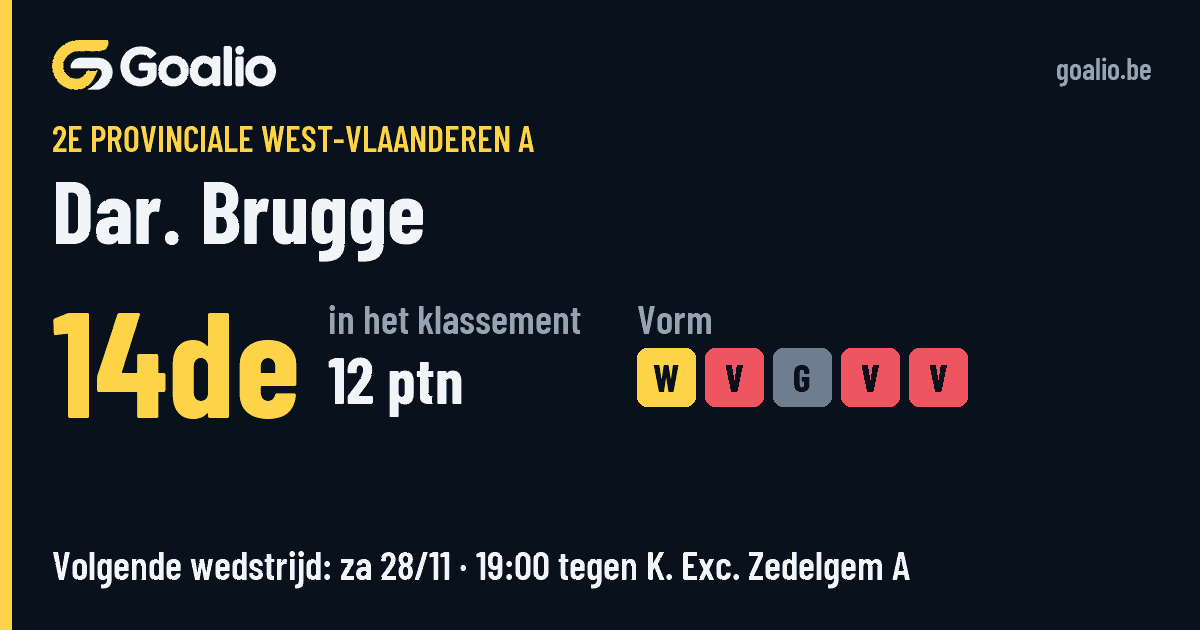 Goalio
goalio.be
2E PROVINCIALE WEST-VLAANDEREN A
Dar. Brugge
14de
in het klassement
12 ptn
Vorm
W V G V V
Volgende wedstrijd: za 28/11 · 19:00 tegen K. Exc. Zedelgem A